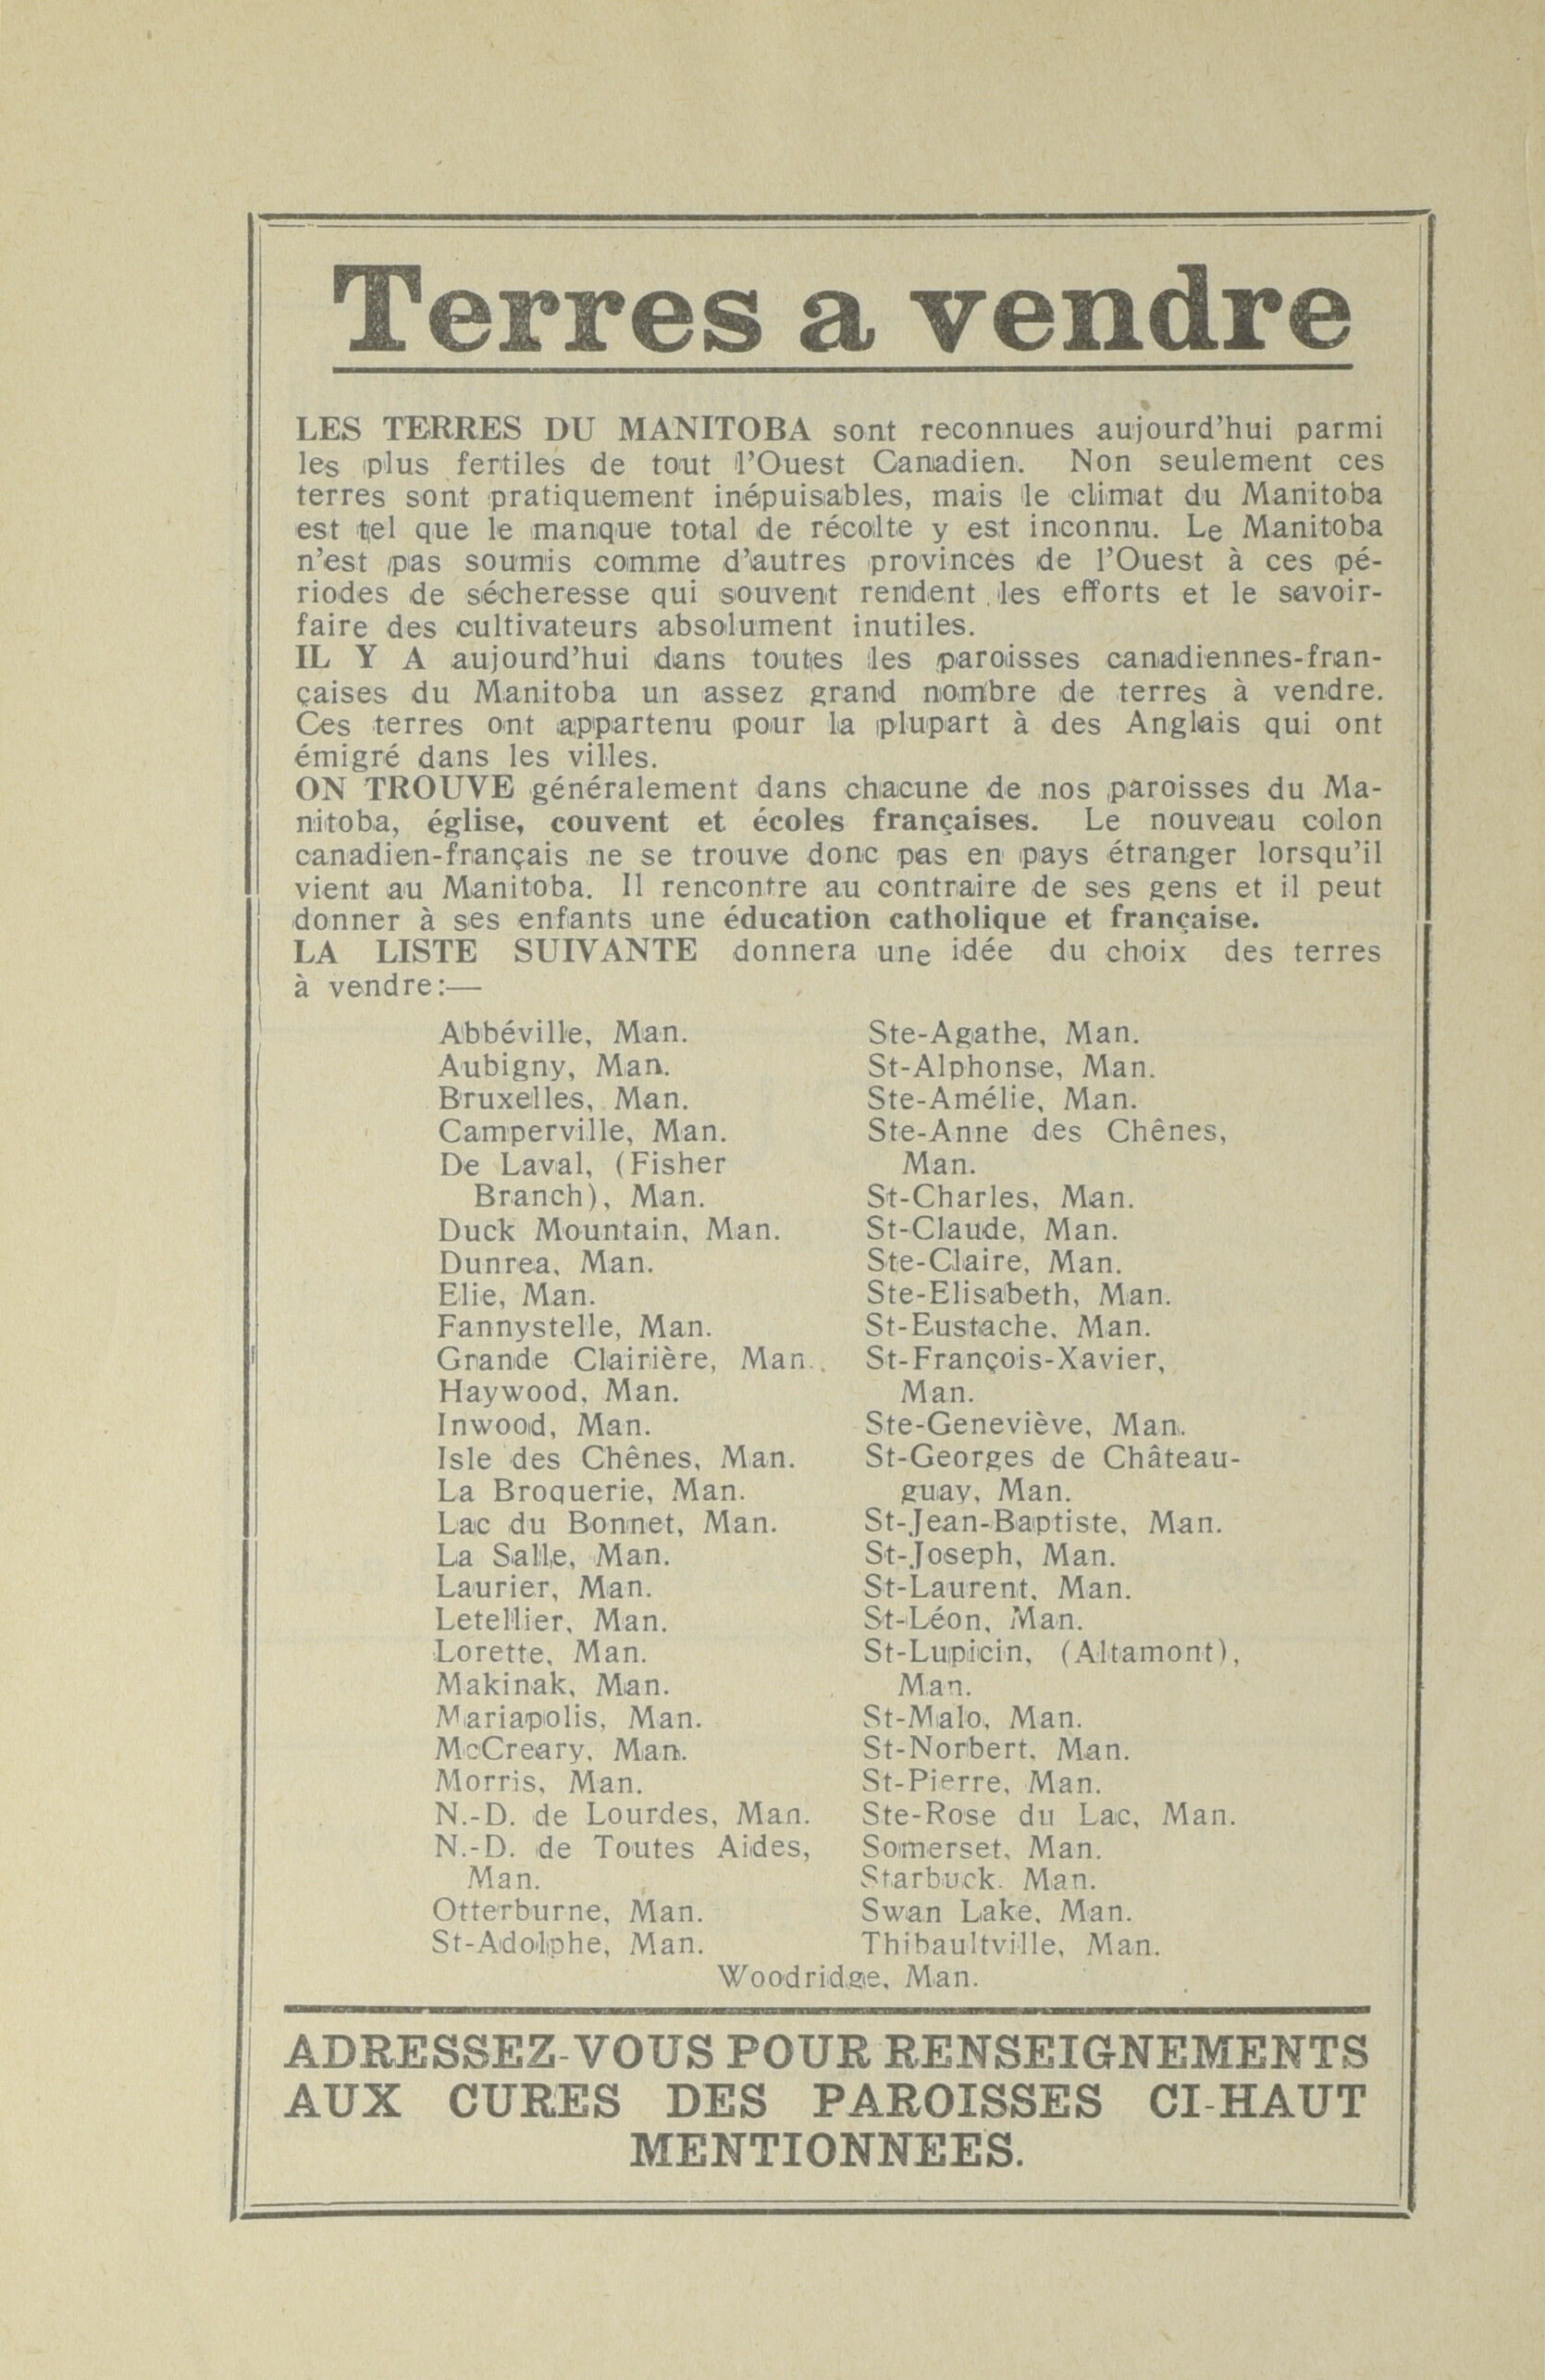 Terres a vendre
LES TERRES DU MANITOBA sont reconnues aujourd'hui parmi
les plus fertiles de tout l'Ouest Canadien. Non seulement ces
terres sont pratiquement inépuisables, mais le climat du Manitoba
est tel que le manque total de récolte y est inconnu. Le Manitoba
n'est pas soumis comme d'autres provinces de l'Ouest à ces pé-
riodes de sécheresse qui souvent rendent les efforts et le savoir-
faire des cultivateurs absolument inutiles.
IL Y A aujourd'hui dans toutes les paroisses canadiennes-fran-
çaises du Manitoba un assez grand nombre de terres à vendre.
Ces terres ont appartenu pour la plupart à des Anglais qui ont
émigré dans les villes.
ON TROUVE généralement dans chacune de nos paroisses du Ma-
nitoba, église, couvent et écoles françaises. Le nouveau colon
canadien-français ne se trouve donc pas en pays étranger lorsqu'il
vient au Manitoba. Il rencontre au contraire de ses gens et il peut
donner à ses enfants une éducation catholique et française.
LA LISTE SUIVANTE donnera une idée du choix des terres
à vendre:—
Abbéville, Man.
Aubigny, Man.
Bruxelles, Man.
Camperville, Man.
De Laval, (Fisher
Branch), Man.
Duck Mountain, Man.
Dunrea, Man.
Elie, Man.
Fannystelle, Man.
Grande Clairière, Man.
Haywood, Man.
Inwood, Man.
Isle des Chênes, Man.
La Broquerie, Man.
Lac du Bonnet, Man.
La Salle, Man.
Laurier, Man.
Letellier, Man.
Lorette, Man.
Makinak, Man.
Mariapolis, Man.
McCreary, Man.
Morris, Man.
N.-D. de Lourdes, Man.
N.-D. de Toutes Aides,
Man.
Otterburne, Man.
St-Adolphe, Man.
Ste-Agathe, Man.
St-Alphonse, Man.
Ste-Amélie, Man.
Ste-Anne des Chênes,
Man.
St-Charles, Man.
St-Claude, Man.
Ste-Claire, Man.
Ste-Elisabeth, Man.
St-Eustache, Man.
St-François-Xavier,
Man.
Ste-Geneviève, Man.
St-Georges de Château-
guay, Man.
St-Jean-Baptiste, Man.
St-Joseph, Man.
St-Laurent, Man.
St-Léon, Man.
St-Lupicin, (Altamont),
Man.
St-Malo, Man.
St-Norbert, Man.
St-Pierre, Man.
Ste-Rose du Lac, Man.
Somerset, Man.
Starbuck. Man.
Swan Lake, Man.
Thibaultville, Man.
Woodridge, Man.
ADRESSEZ-VOUS POUR RENSEIGNEMENTS
AUX CURES DES PAROISSES CI-HAUT
MENTIONNEES.